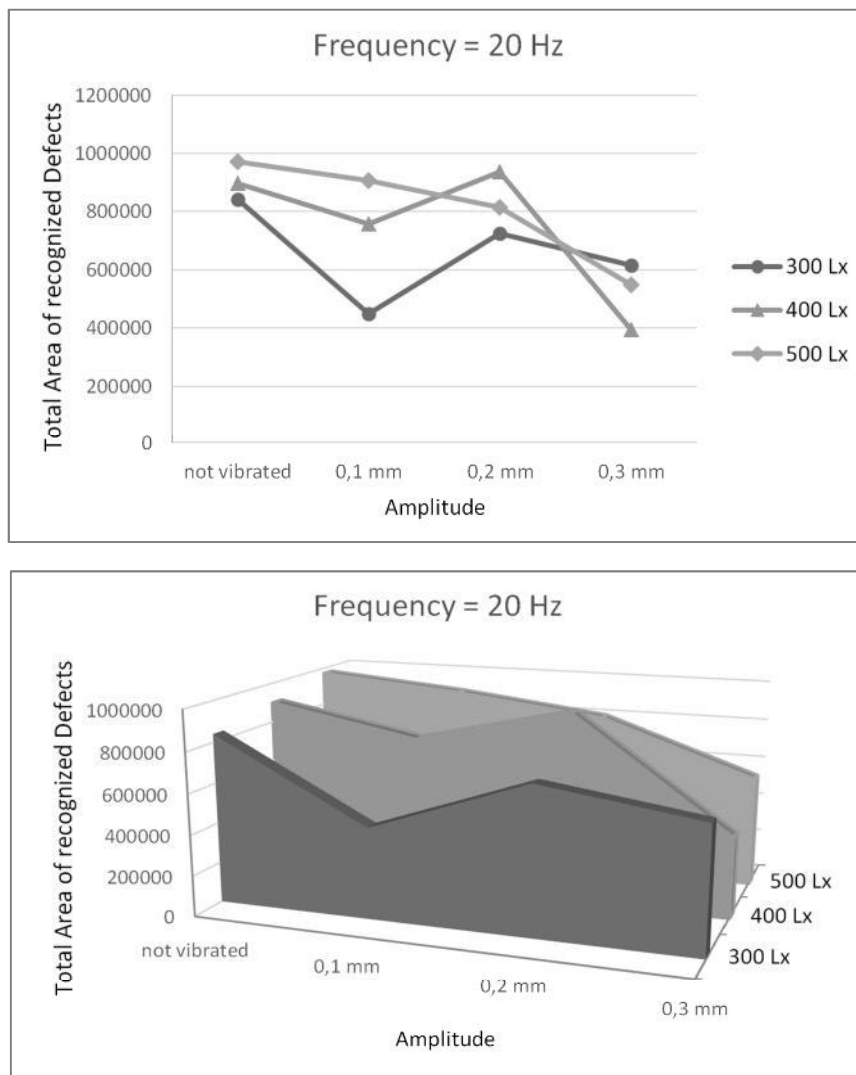 Frequency = 20 Hz
Total Area of recognized Defects
1200000
1000000
800000
600000
400000
200000
0
not vibrated
0,1 mm
0,2 mm
0,3 mm
Amplitude
300 Lx
400 Lx
500 Lx
Frequency = 20 Hz
Total Area of recognized Defects
1000000
800000
600000
400000
200000
0
not vibrated
0,1 mm
0,2 mm
0,3 mm
Amplitude
500 Lx
400 Lx
300 Lx